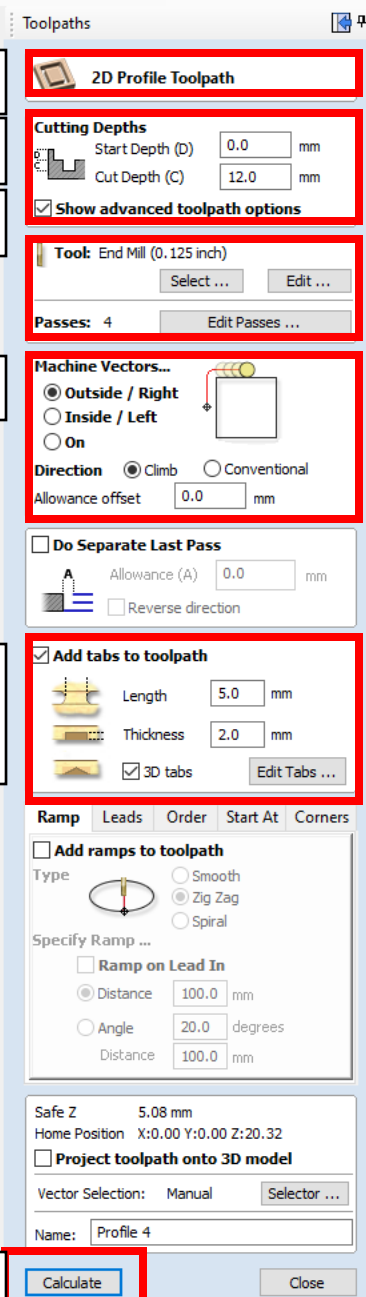 Toolpaths
2D Profile Toolpath
Cutting Depths
Start Depth (D) 0.0 mm
D
C
Cut Depth (C) 12.0 mm
Show advanced toolpath options
Tool: End Mill (0.125 inch)
Select ... Edit ...
Passes: 4 Edit Passes ...
Machine Vectors...
Outside / Right
Inside / Left
On
Direction Climb Conventional
Allowance offset 0.0 mm
Do Separate Last Pass
A Allowance (A) 0.0 mm
Reverse direction
Add tabs to toolpath
Length 5.0 mm
Thickness 2.0 mm
3D tabs Edit Tabs ...
Ramp Leads Order Start At Corners
Add ramps to toolpath
Type Smooth
Zig Zag
Spiral
Specify Ramp ...
Ramp on Lead In
Distance 100.0 mm
Angle 20.0 degrees
Distance 100.0 mm
Safe Z 5.08 mm
Home Position X:0.00 Y:0.00 Z:20.32
Project toolpath onto 3D model
Vector Selection: Manual Selector ...
Name: Profile 4
Calculate Close